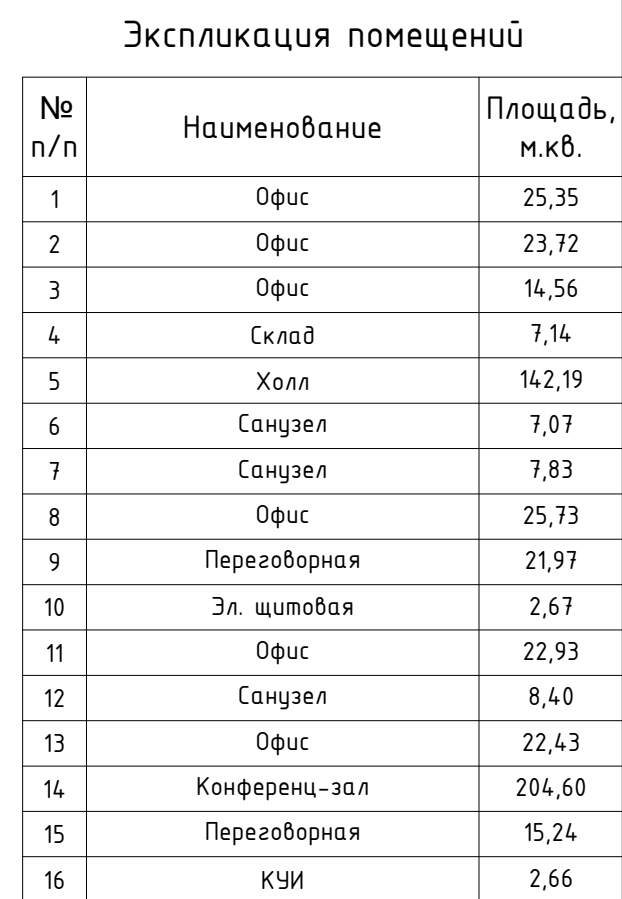 Экспликация помещений
№ п/п Наименование Площадь, м.кв.
1 Офис 25,35
2 Офис 23,72
3 Офис 14,56
4 Склад 7,14
5 Холл 142,19
6 Санузел 7,07
7 Санузел 7,83
8 Офис 25,73
9 Переговорная 21,97
10 Эл. щитовая 2,67
11 Офис 22,93
12 Санузел 8,40
13 Офис 22,43
14 Конференц-зал 204,60
15 Переговорная 15,24
16 КУИ 2,66